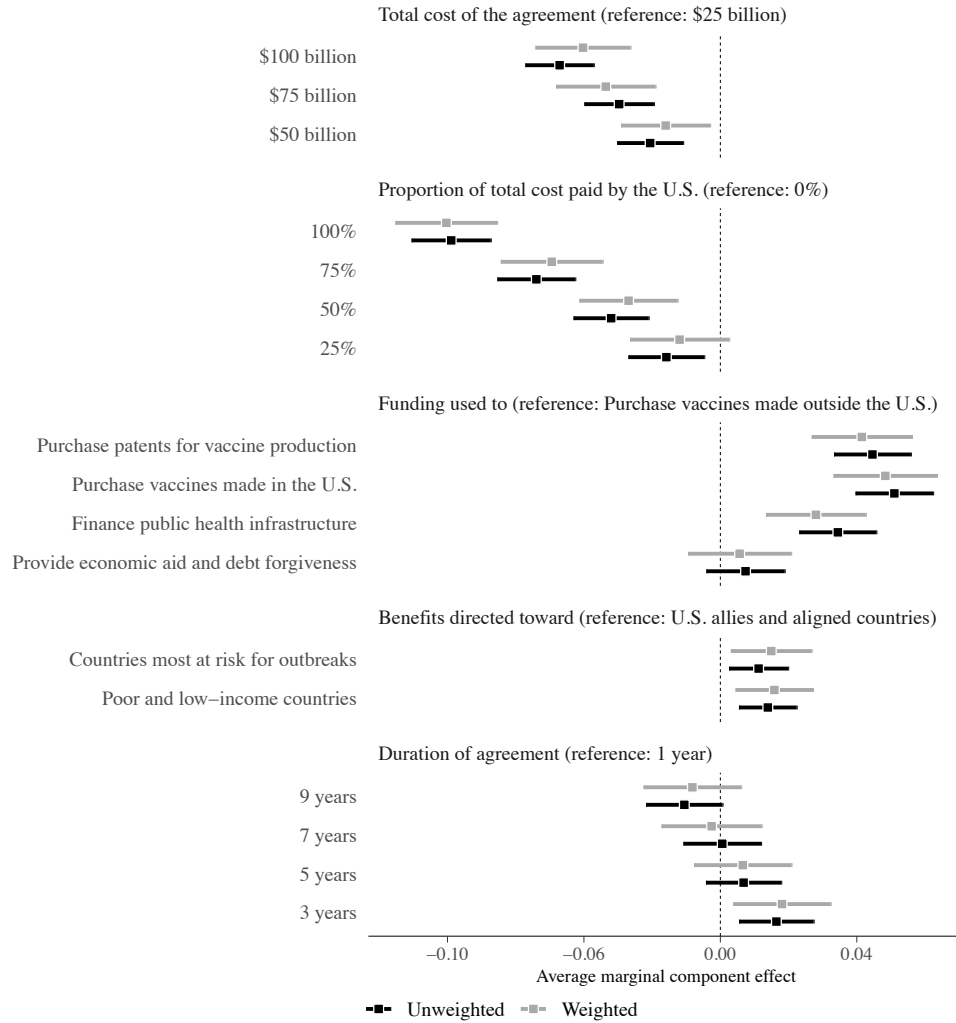 Total cost of the agreement (reference: $25 billion)
$100 billion
$75 billion
$50 billion
Proportion of total cost paid by the U.S. (reference: 0%)
100%
75%
50%
25%
Funding used to (reference: Purchase vaccines made outside the U.S.)
Purchase patents for vaccine production
Purchase vaccines made in the U.S.
Finance public health infrastructure
Provide economic aid and debt forgiveness
Benefits directed toward (reference: U.S. allies and aligned countries)
Countries most at risk for outbreaks
Poor and low−income countries
Duration of agreement (reference: 1 year)
9 years
7 years
5 years
3 years
−0.10 −0.06 0.00 0.04
Average marginal component effect
Unweighted Weighted